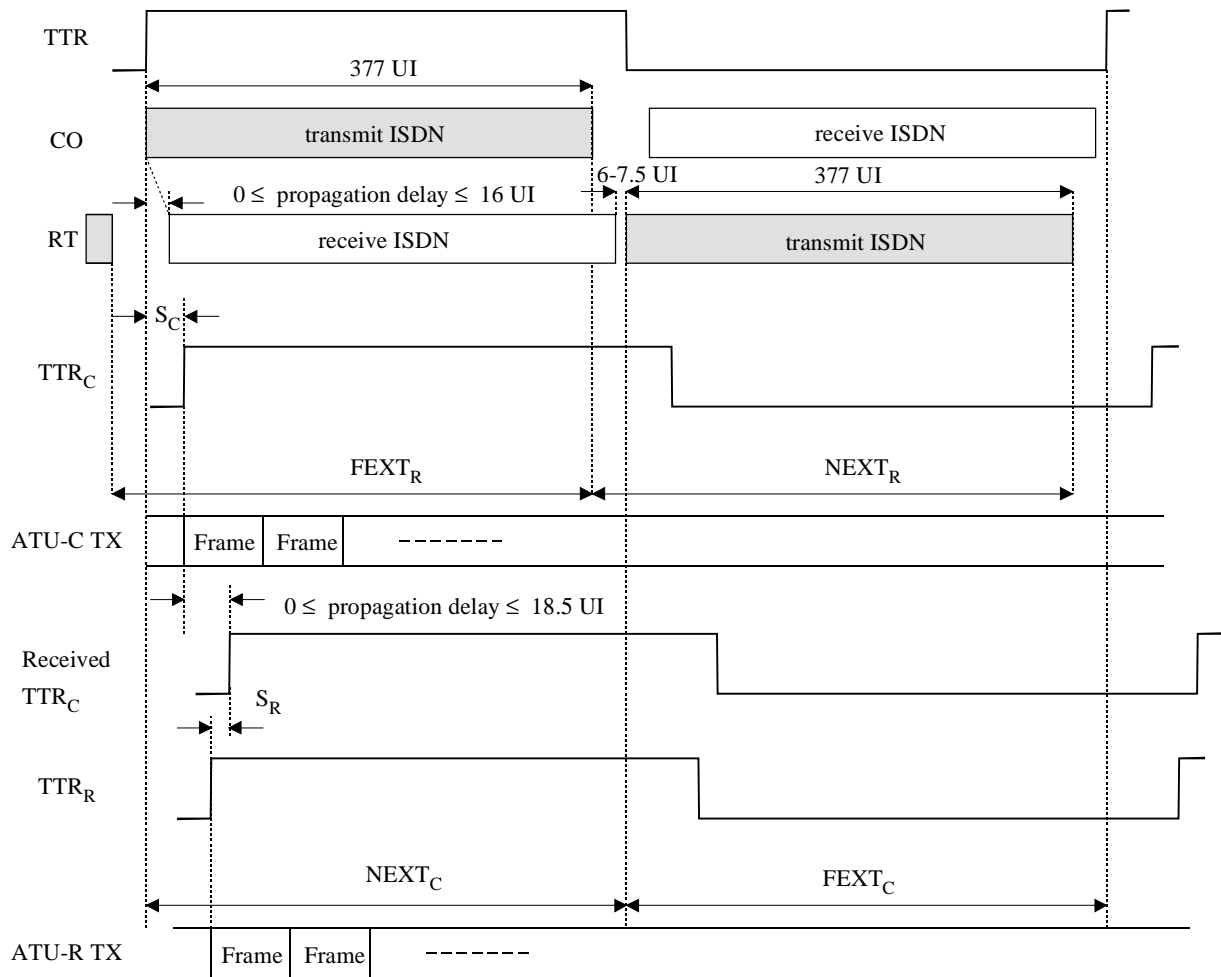 TTR
377 UI
CO
transmit ISDN
receive ISDN
6-7.5 UI
377 UI
0 ≤ propagation delay ≤ 16 UI
RT
receive ISDN
transmit ISDN
S_C
TTR_C
FEXT_R
NEXT_R
ATU-C TX
Frame
Frame
0 ≤ propagation delay ≤ 18.5 UI
Received
TTR_C
S_R
TTR_R
NEXT_C
FEXT_C
ATU-R TX
Frame
Frame